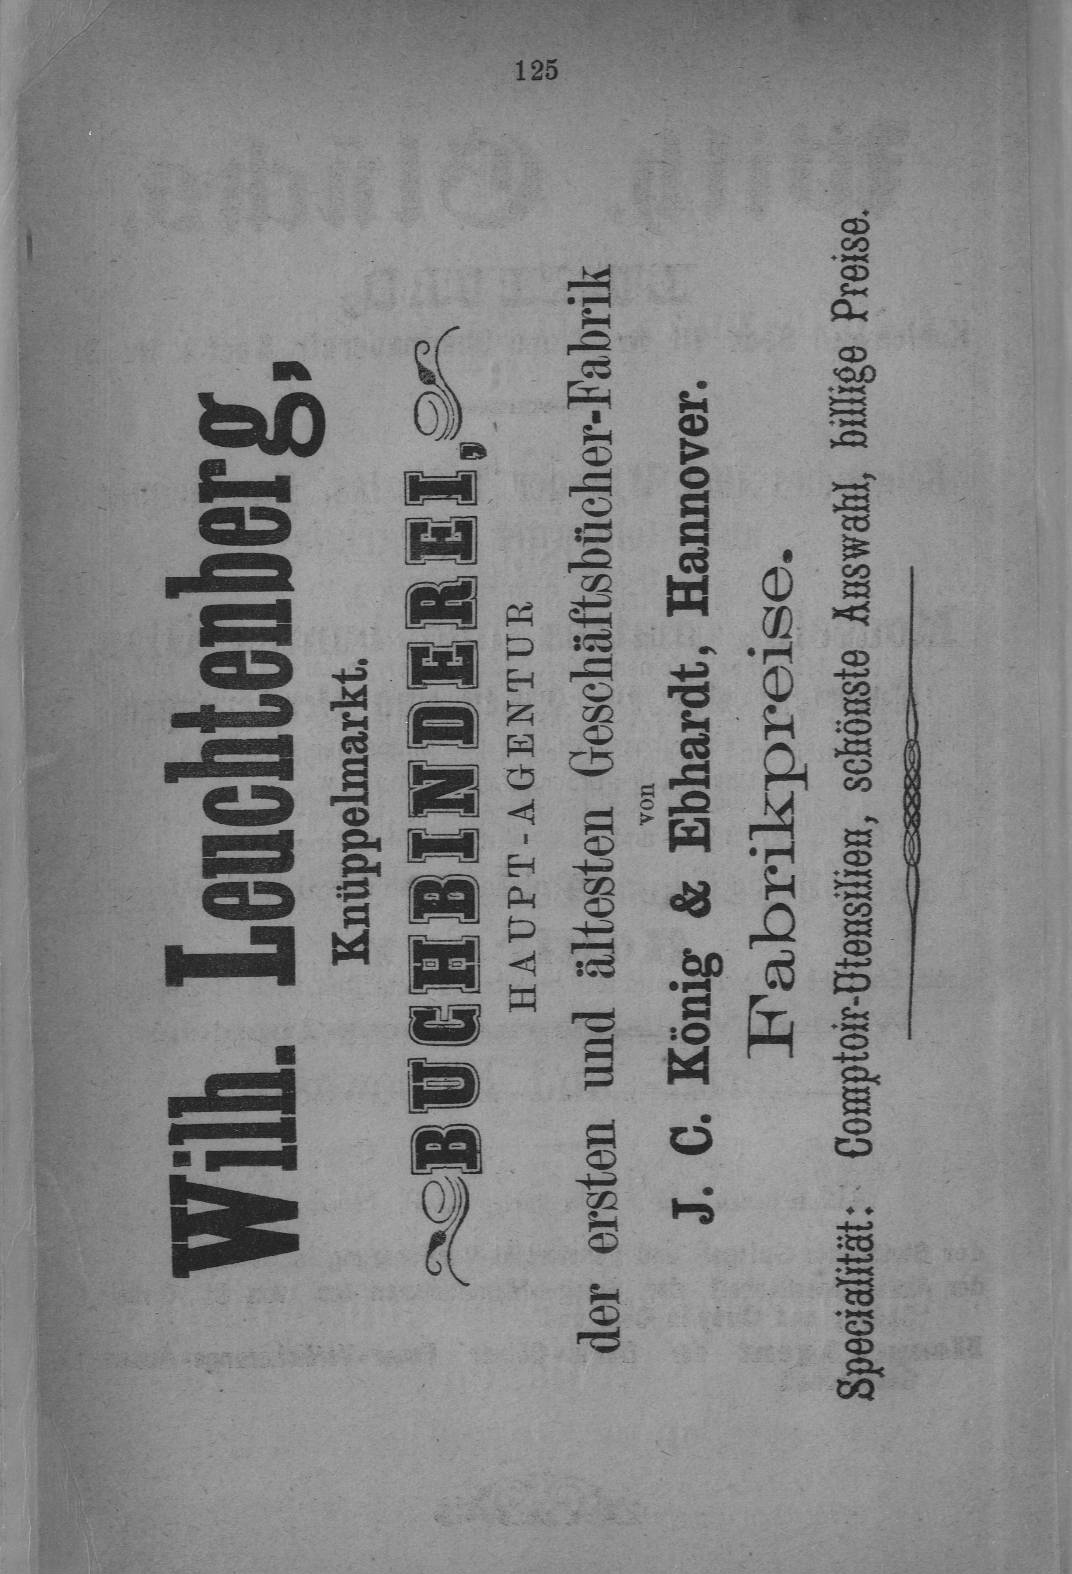 125
Wilh. Leuchtenberg,
Knüppelmarkt.
BUCHBINDEREI,
HAUPT-AGENTUR
der ersten und ältesten Geschäftsbücher-Fabrik
von
J. C. König & Ebhardt, Hannover.
Fabrikpreise.
Specialität: Comptoir-Utensilien, schönste Auswahl, billige Preise.